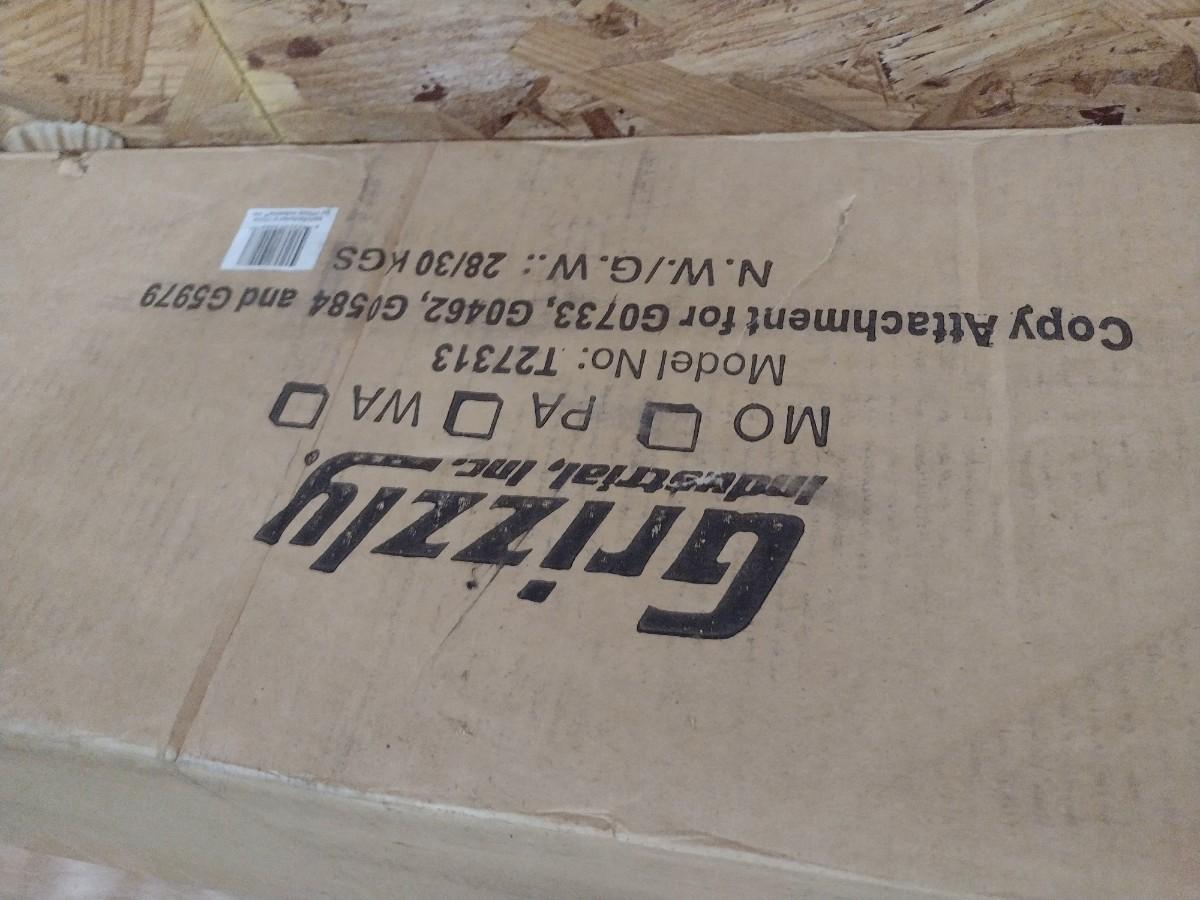 Grizzly®
Industrial, Inc.
MO PA WA
Model No: T27313
Copy Attachment for G0733, G0462, G0584 and G5979
N.W./G.W.: 28/30 KGS